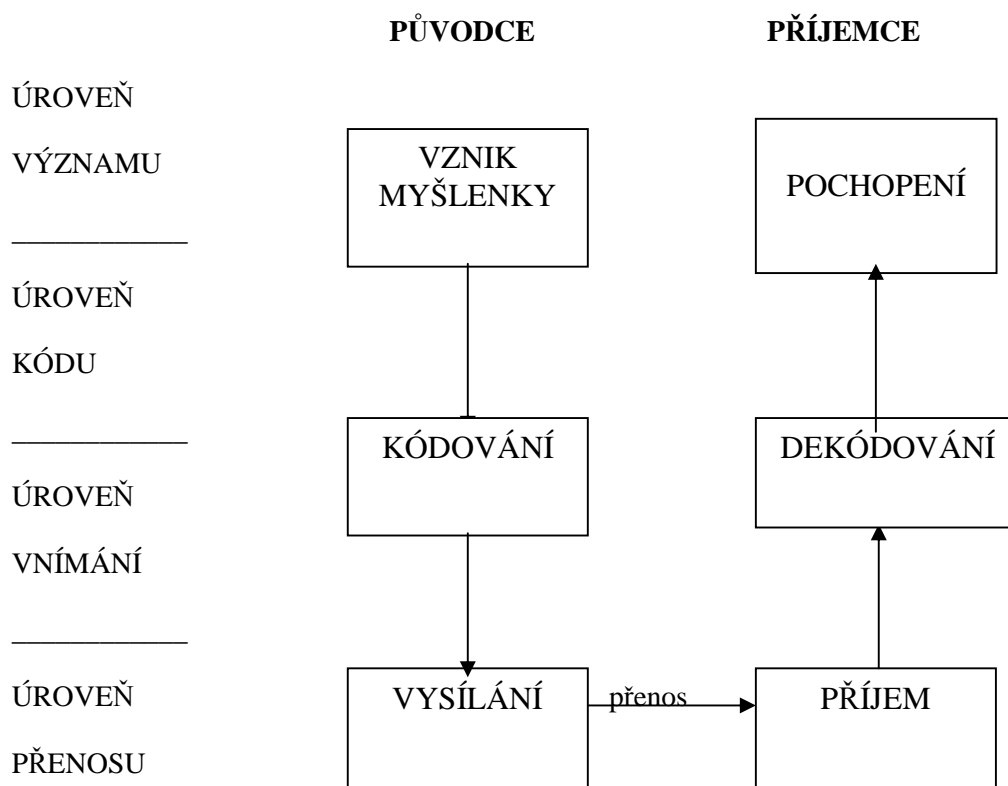 PŮVODCE PŘÍJEMCE
ÚROVEŇ
VÝZNAMU
VZNIK
MYŠLENKY
POCHOPENÍ
ÚROVEŇ
KÓDU
KÓDOVÁNÍ
DEKÓDOVÁNÍ
ÚROVEŇ
VNÍMÁNÍ
ÚROVEŇ
PŘENOSU
VYSÍLÁNÍ
přenos
PŘÍJEM